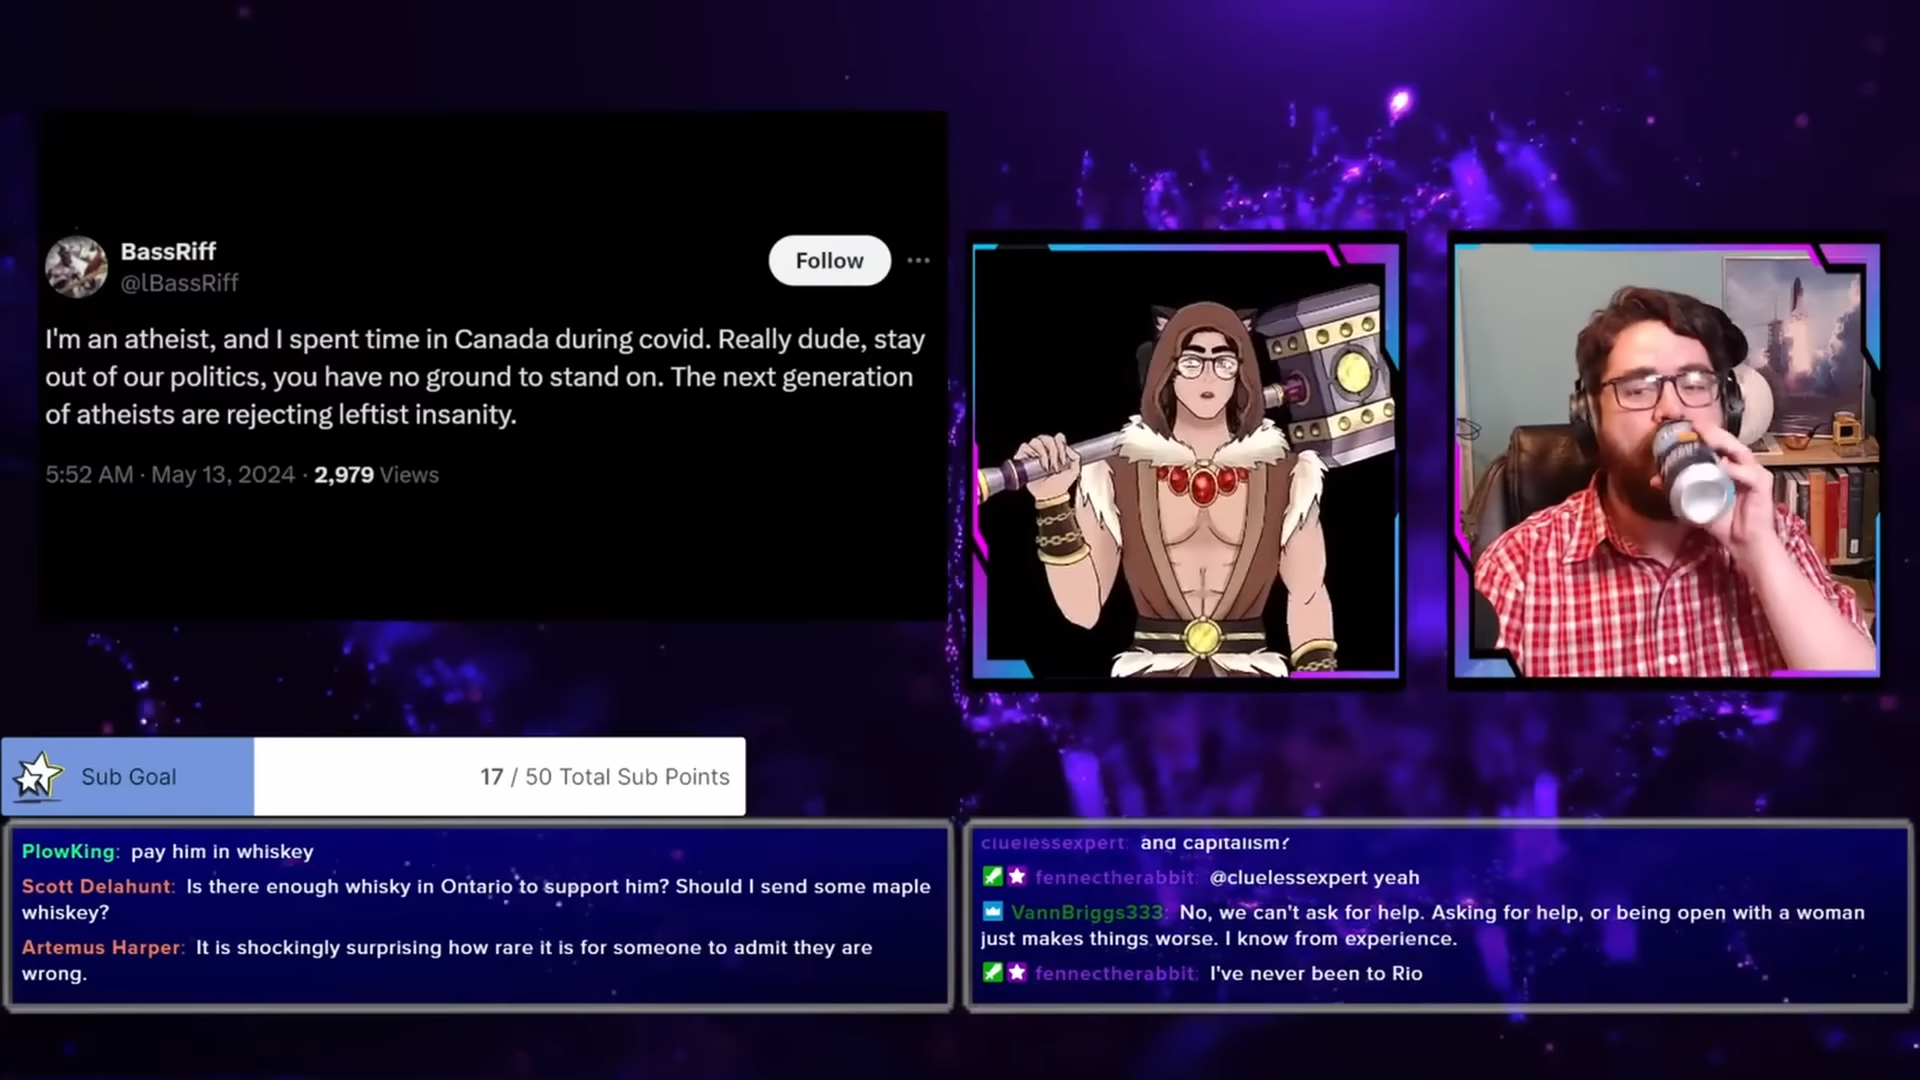 BassRiff
@lBassRiff
Follow
I'm an atheist, and I spent time in Canada during covid. Really dude, stay
out of our politics, you have no ground to stand on. The next generation
of atheists are rejecting leftist insanity.
5:52 AM · May 13, 2024 · 2,979 Views
Sub Goal
17 / 50 Total Sub Points
PlowKing: pay him in whiskey
Scott Delahunt: Is there enough whisky in Ontario to support him? Should I send some maple
whiskey?
Artemus Harper: It is shockingly surprising how rare it is for someone to admit they are
wrong.
cluelessexpert: and capitalism?
fennectherabbit: @cluelessexpert yeah
VannBriggs333: No, we can't ask for help. Asking for help, or being open with a woman
just makes things worse. I know from experience.
fennectherabbit: I've never been to Rio